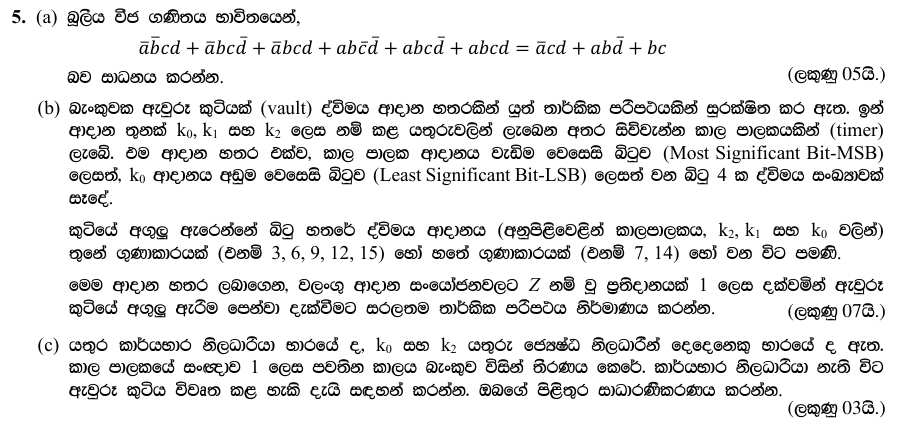 5. (a) බූලීය වීජ ගණිතය භාවිතයෙන්,
āb̄cd + ābcd̄ + ābcd + abc̄d̄ + abcd̄ + abcd = ācd + abd̄ + bc
බව සාධනය කරන්න. (ලකුණු 05යි.)
(b) බැංකුවක ඇවුරූ කුටියක් (vault) ද්විමය ආදාන හතරකින් යුත් තාර්කික පරිපථයකින් සුරක්ෂිත කර ඇත. ඉන්
ආදාන තුනක් k₀, k₁ සහ k₂ ලෙස නම් කළ යතුරුවලින් ලැබෙන අතර සිව්වැන්න කාල පාලකයකින් (timer)
ලැබේ. එම ආදාන හතර එක්ව, කාල පාලක ආදානය වැඩිම වෙසෙසි බිටුව (Most Significant Bit-MSB)
ලෙසත්, k₀ ආදානය අඩුම වෙසෙසි බිටුව (Least Significant Bit-LSB) ලෙසත් වන බිටු 4 ක ද්විමය සංඛ්‍යාවක්
සෑදේ.
කුටියේ අගුලු ඇරෙන්නේ බිටු හතරේ ද්විමය ආදානය (අනුපිළිවෙළින් කාලපාලකය, k₂, k₁ සහ k₀ වලින්)
තුනේ ගුණාකාරයක් (එනම් 3, 6, 9, 12, 15) හෝ හතේ ගුණාකාරයක් (එනම් 7, 14) හෝ වන විට පමණි.
මෙම ආදාන හතර ලබාගෙන, වලංගු ආදාන සංයෝජනවලට Z නම් වූ ප්‍රතිදානයක් 1 ලෙස දක්වමින් ඇවුරූ
කුටියේ අගුලු ඇරීම පෙන්වා දැක්වීමට සරලතම තාර්කික පරිපථය නිර්මාණය කරන්න. (ලකුණු 07යි.)
(c) යතුර කාර්යභාර නිලධාරියා භාරයේ ද, k₀ සහ k₂ යතුරු ජ්‍යෙෂ්ඨ නිලධාරීන් දෙදෙනෙකු භාරයේ ද ඇත.
කාල පාලකයේ සංඥාව 1 ලෙස පවතින කාලය බැංකුව විසින් තීරණය කෙරේ. කාර්යභාර නිලධාරියා නැති විට
ඇවුරූ කුටිය විවෘත කළ හැකි දැයි සඳහන් කරන්න. ඔබගේ පිළිතුර සාධාරණීකරණය කරන්න.
(ලකුණු 03යි.)